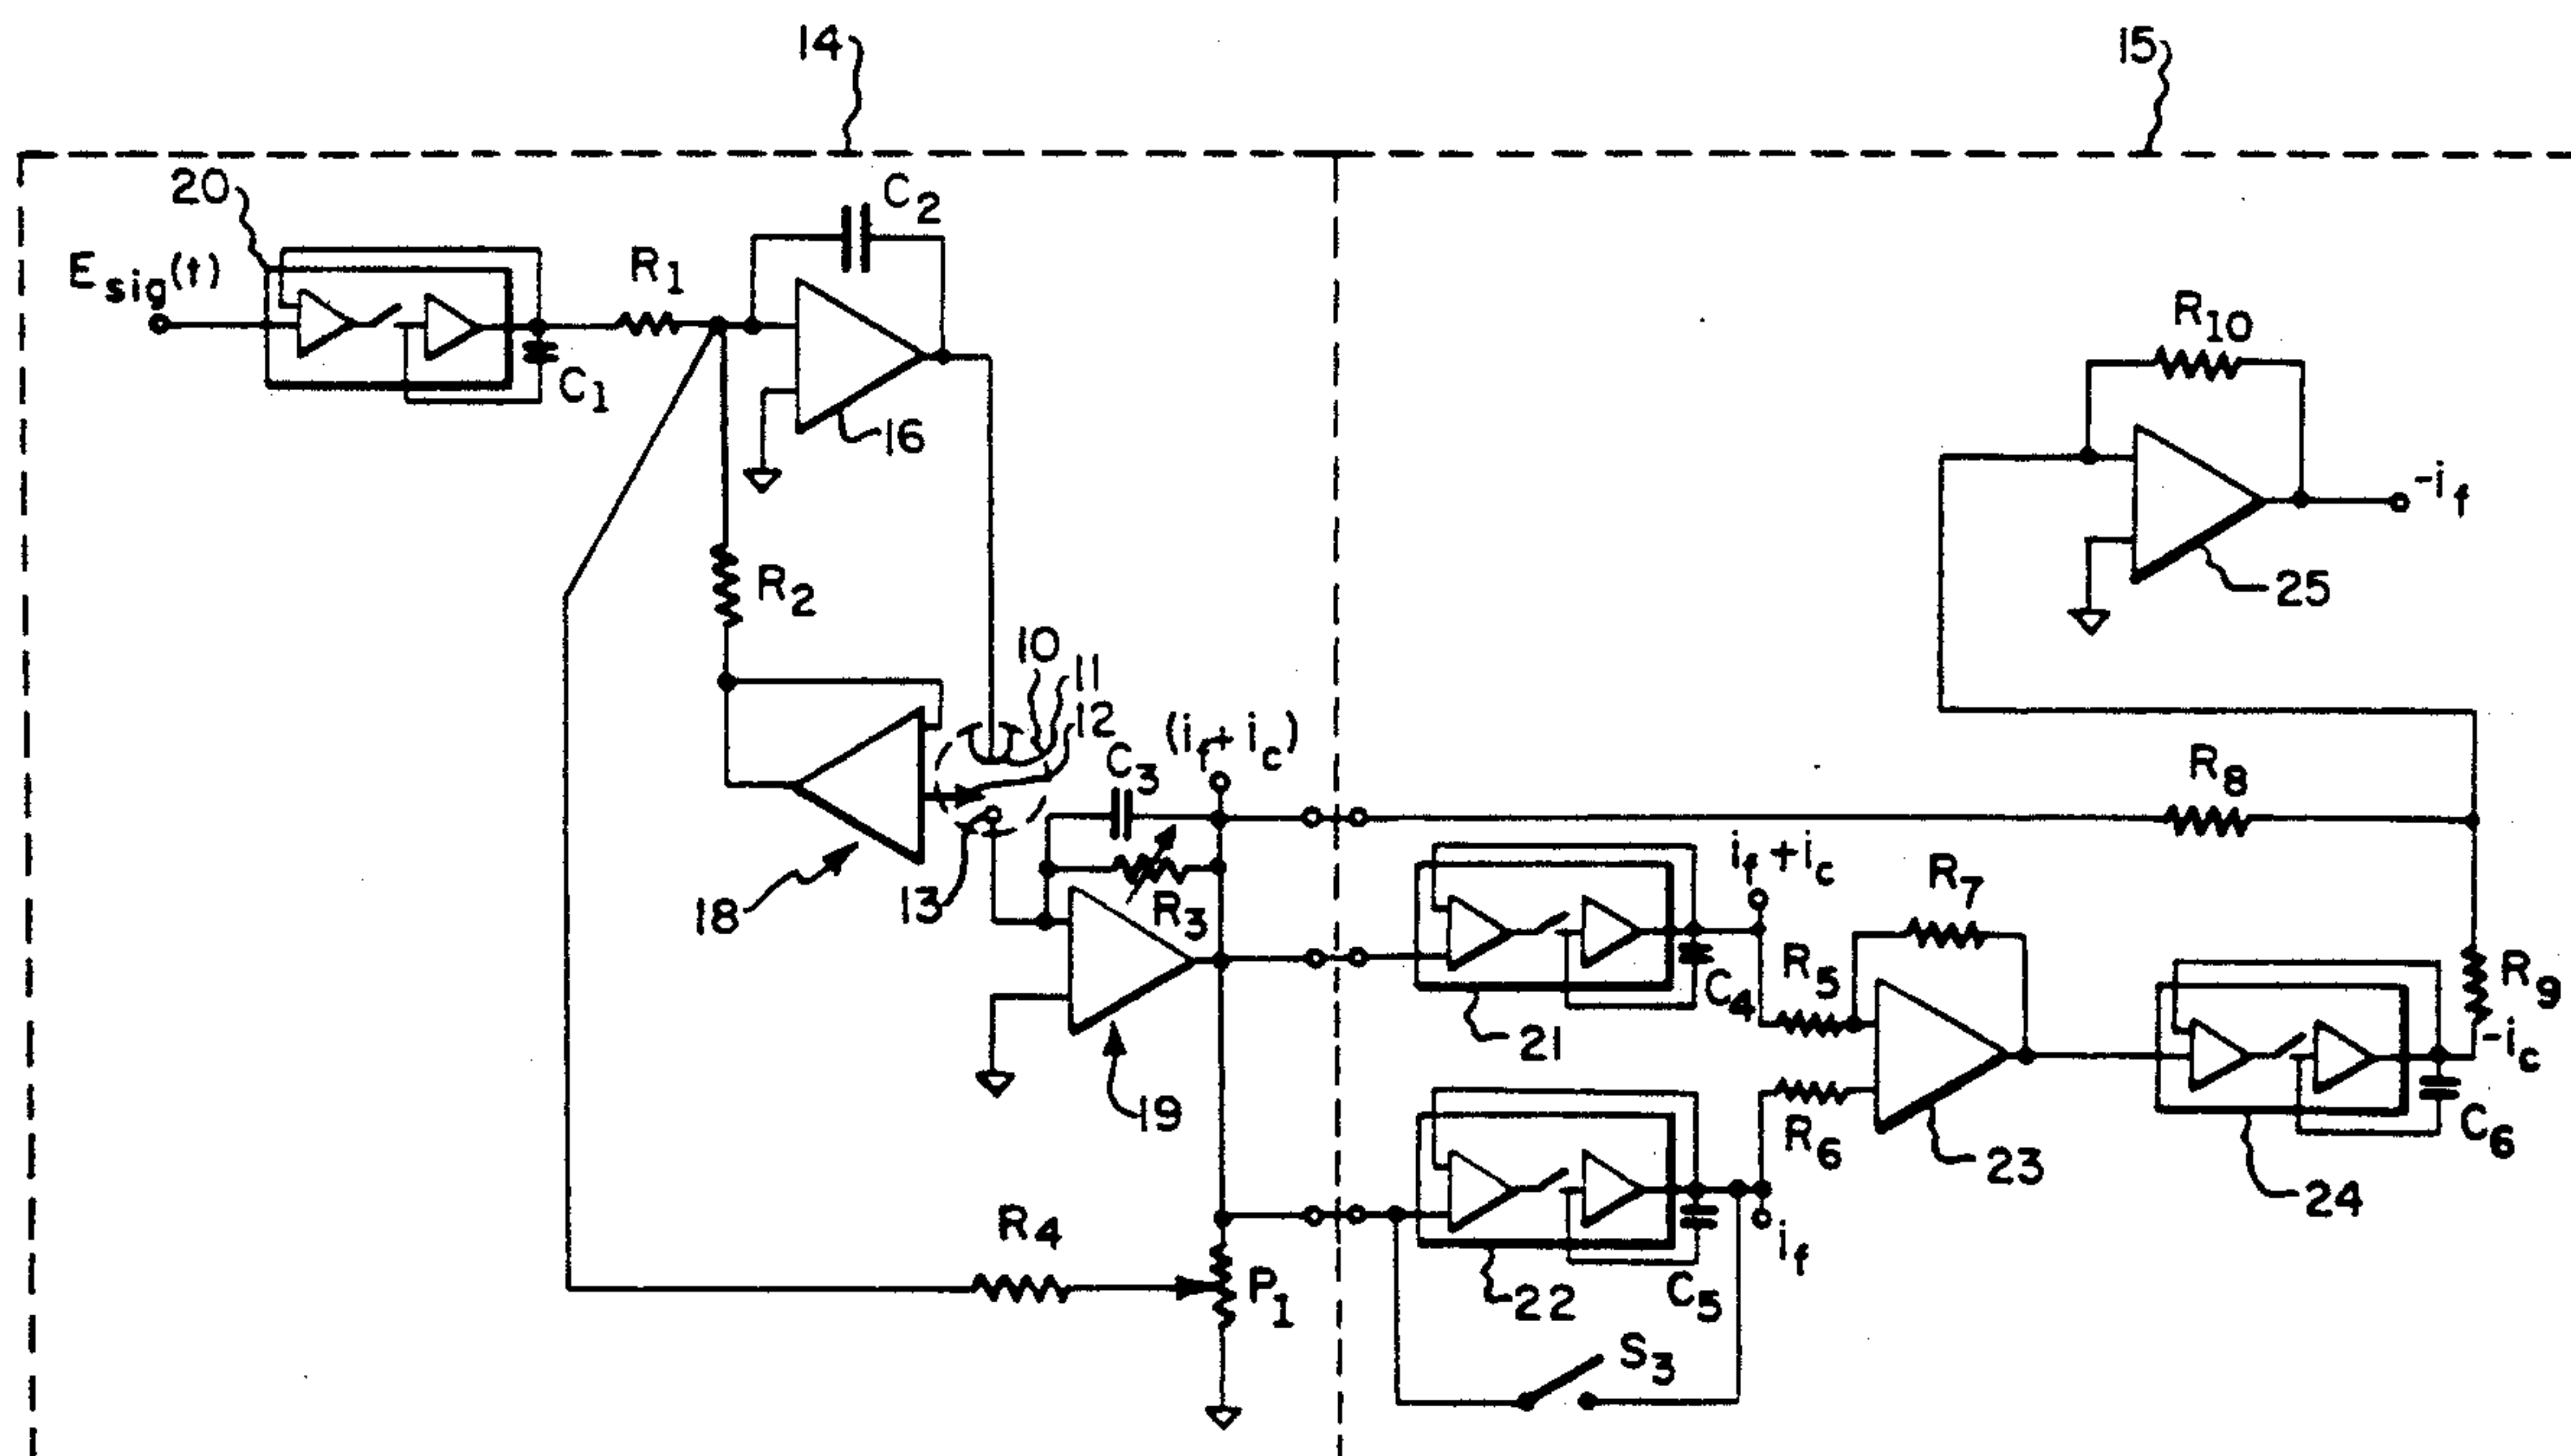 14
15
20
C2
Esig(t)
R1
C1
16
R10
-if
25
R2
10
11
12
(if + ic)
C3
R8
13
18
R3
if + ic
R7
R5
C4
R9
-ic
21
19
R6
23
C6
24
R4
P1
if
22
C5
S3